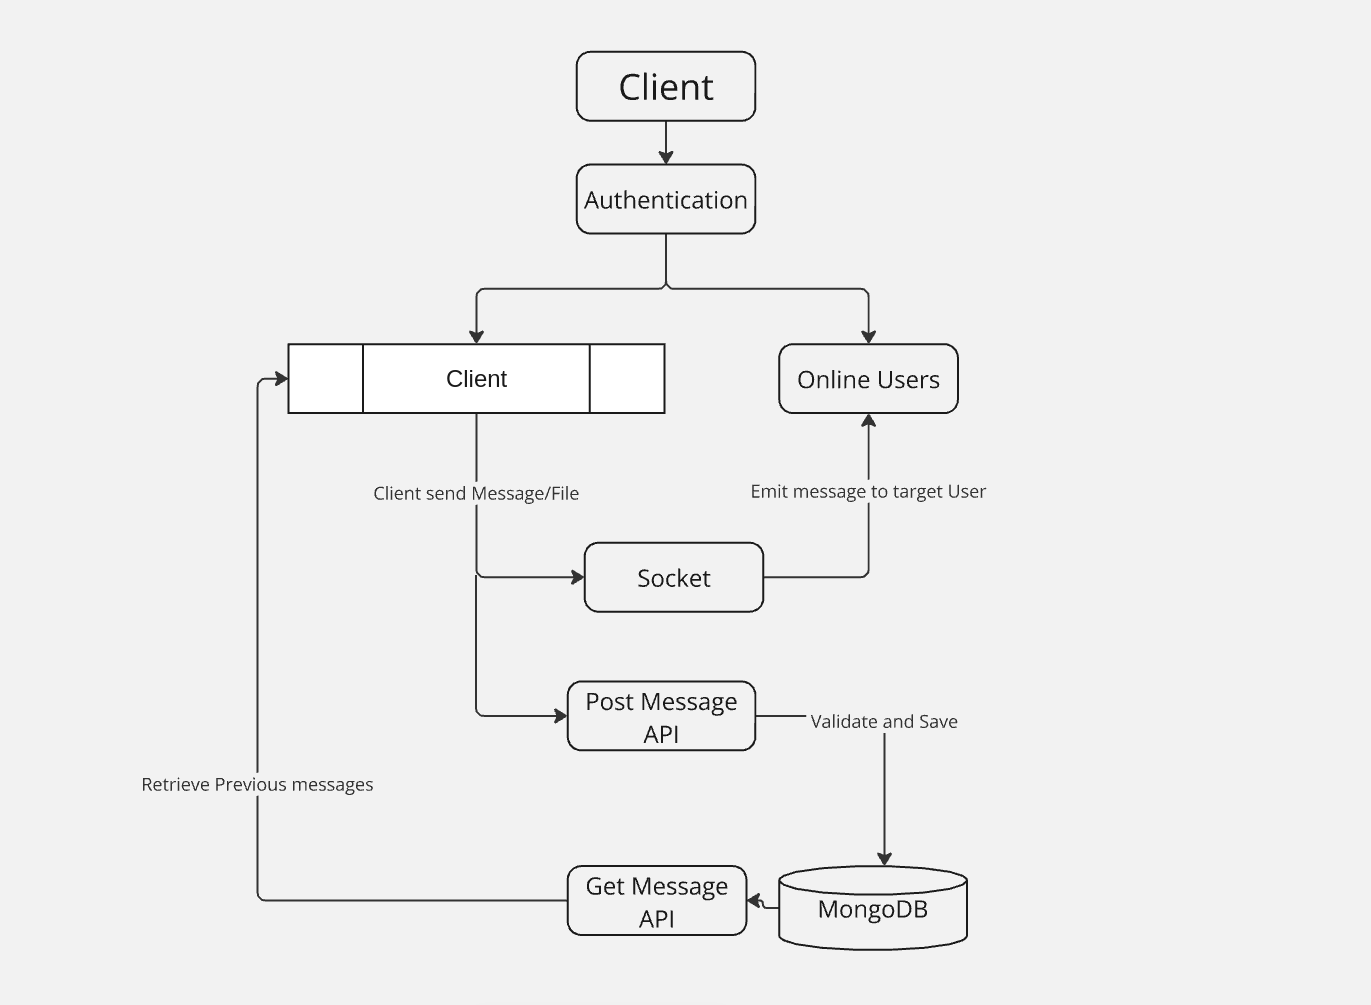 Client
Authentication
Client
Online Users
Client send Message/File
Emit message to target User
Socket
Post Message
API
Validate and Save
Retrieve Previous messages
Get Message
API
MongoDB